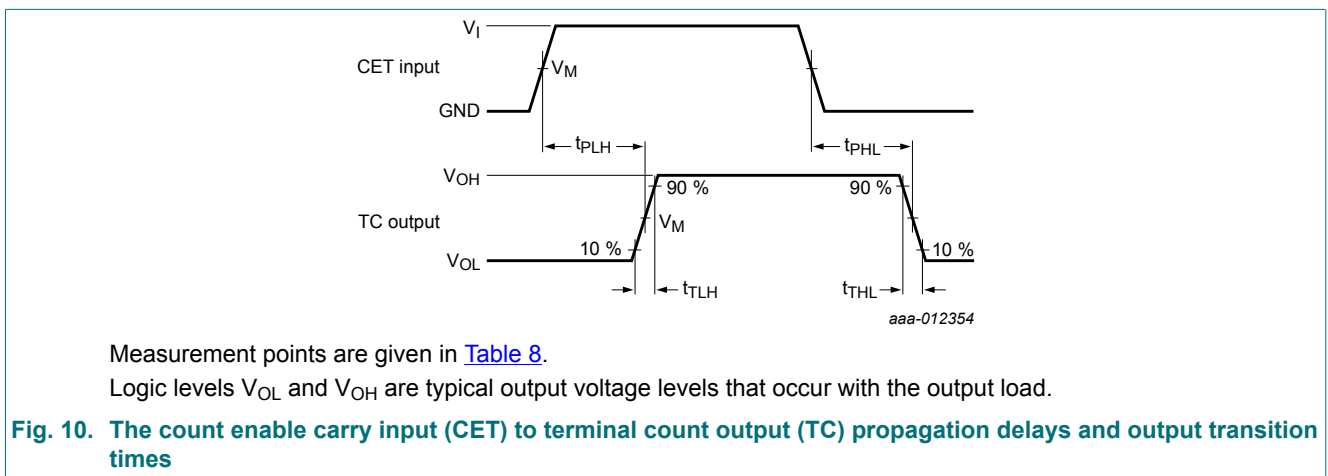 VI
CET input
VM
GND
tPLH
tPHL
VOH
90 %
90 %
TC output
VM
10 %
10 %
VOL
tTLH
tTHL
aaa-012354
Measurement points are given in Table 8.
Logic levels VOL and VOH are typical output voltage levels that occur with the output load.
Fig. 10. The count enable carry input (CET) to terminal count output (TC) propagation delays and output transition
times